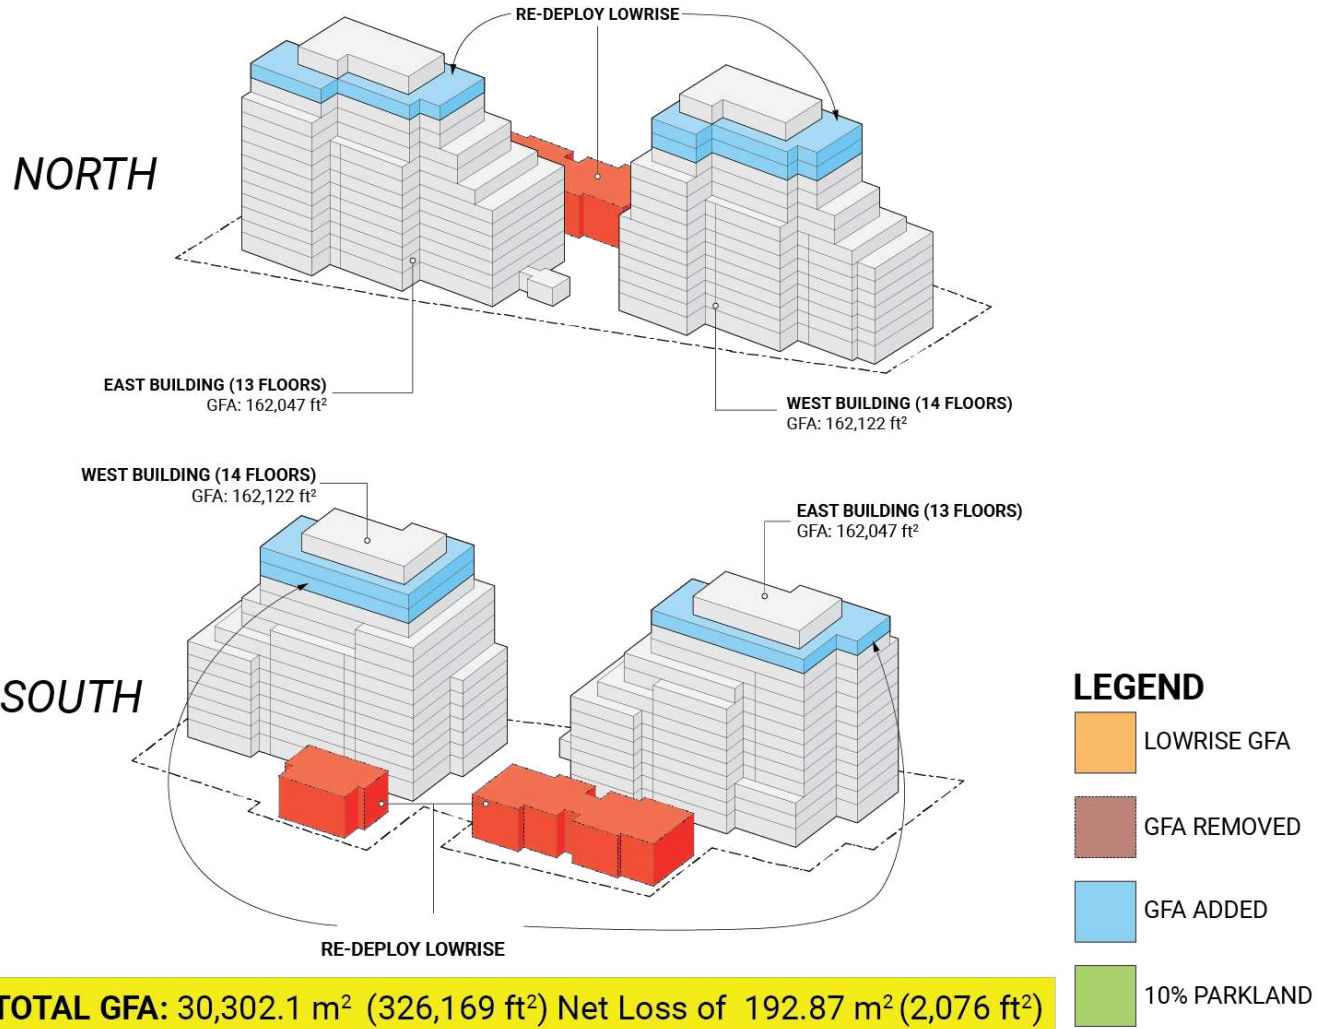 RE-DEPLOY LOWRISE
NORTH
EAST BUILDING (13 FLOORS)
GFA: 162,047 ft²
WEST BUILDING (14 FLOORS)
GFA: 162,122 ft²
WEST BUILDING (14 FLOORS)
GFA: 162,122 ft²
EAST BUILDING (13 FLOORS)
GFA: 162,047 ft²
SOUTH
RE-DEPLOY LOWRISE
LEGEND
LOWRISE GFA
GFA REMOVED
GFA ADDED
10% PARKLAND
TOTAL GFA: 30,302.1 m² (326,169 ft²) Net Loss of 192.87 m² (2,076 ft²)